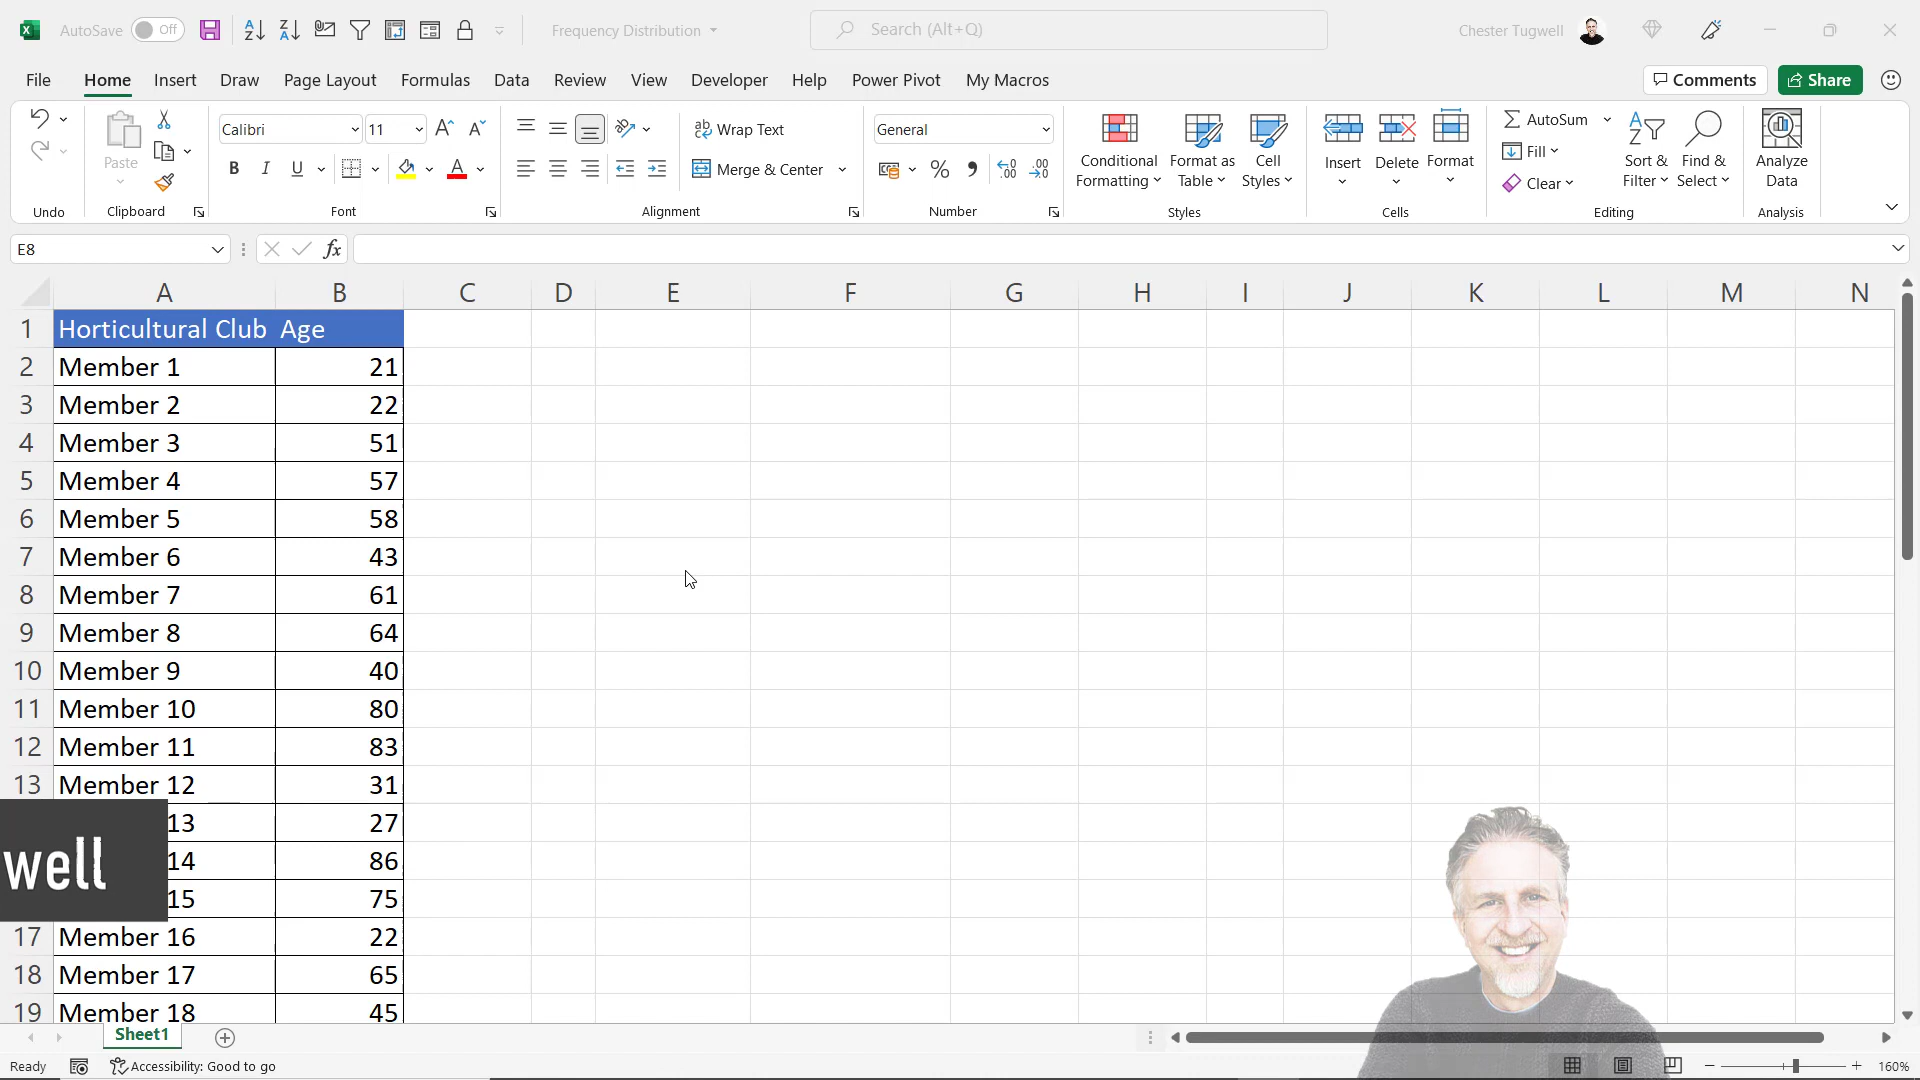 AutoSave Off Frequency Distribution Search (Alt+Q) Chester Tugwell
File Home Insert Draw Page Layout Formulas Data Review View Developer Help Power Pivot My Macros Comments Share
Calibri 11 Wrap Text General AutoSum
Paste B I U Merge & Center Conditional Formatting Format as Table Cell Styles Insert Delete Format Fill Clear Sort & Filter Find & Select Analyze Data
Undo Clipboard Font Alignment Number Styles Cells Editing Analysis
E8 fx
A B C D E F G H I J K L M N
1 Horticultural Club Age
2 Member 1 21
3 Member 2 22
4 Member 3 51
5 Member 4 57
6 Member 5 58
7 Member 6 43
8 Member 7 61
9 Member 8 64
10 Member 9 40
11 Member 10 80
12 Member 11 83
13 Member 12 31
13 27
well 14 86
15 75
17 Member 16 22
18 Member 17 65
19 Member 18 45
Sheet1
Ready Accessibility: Good to go 160%